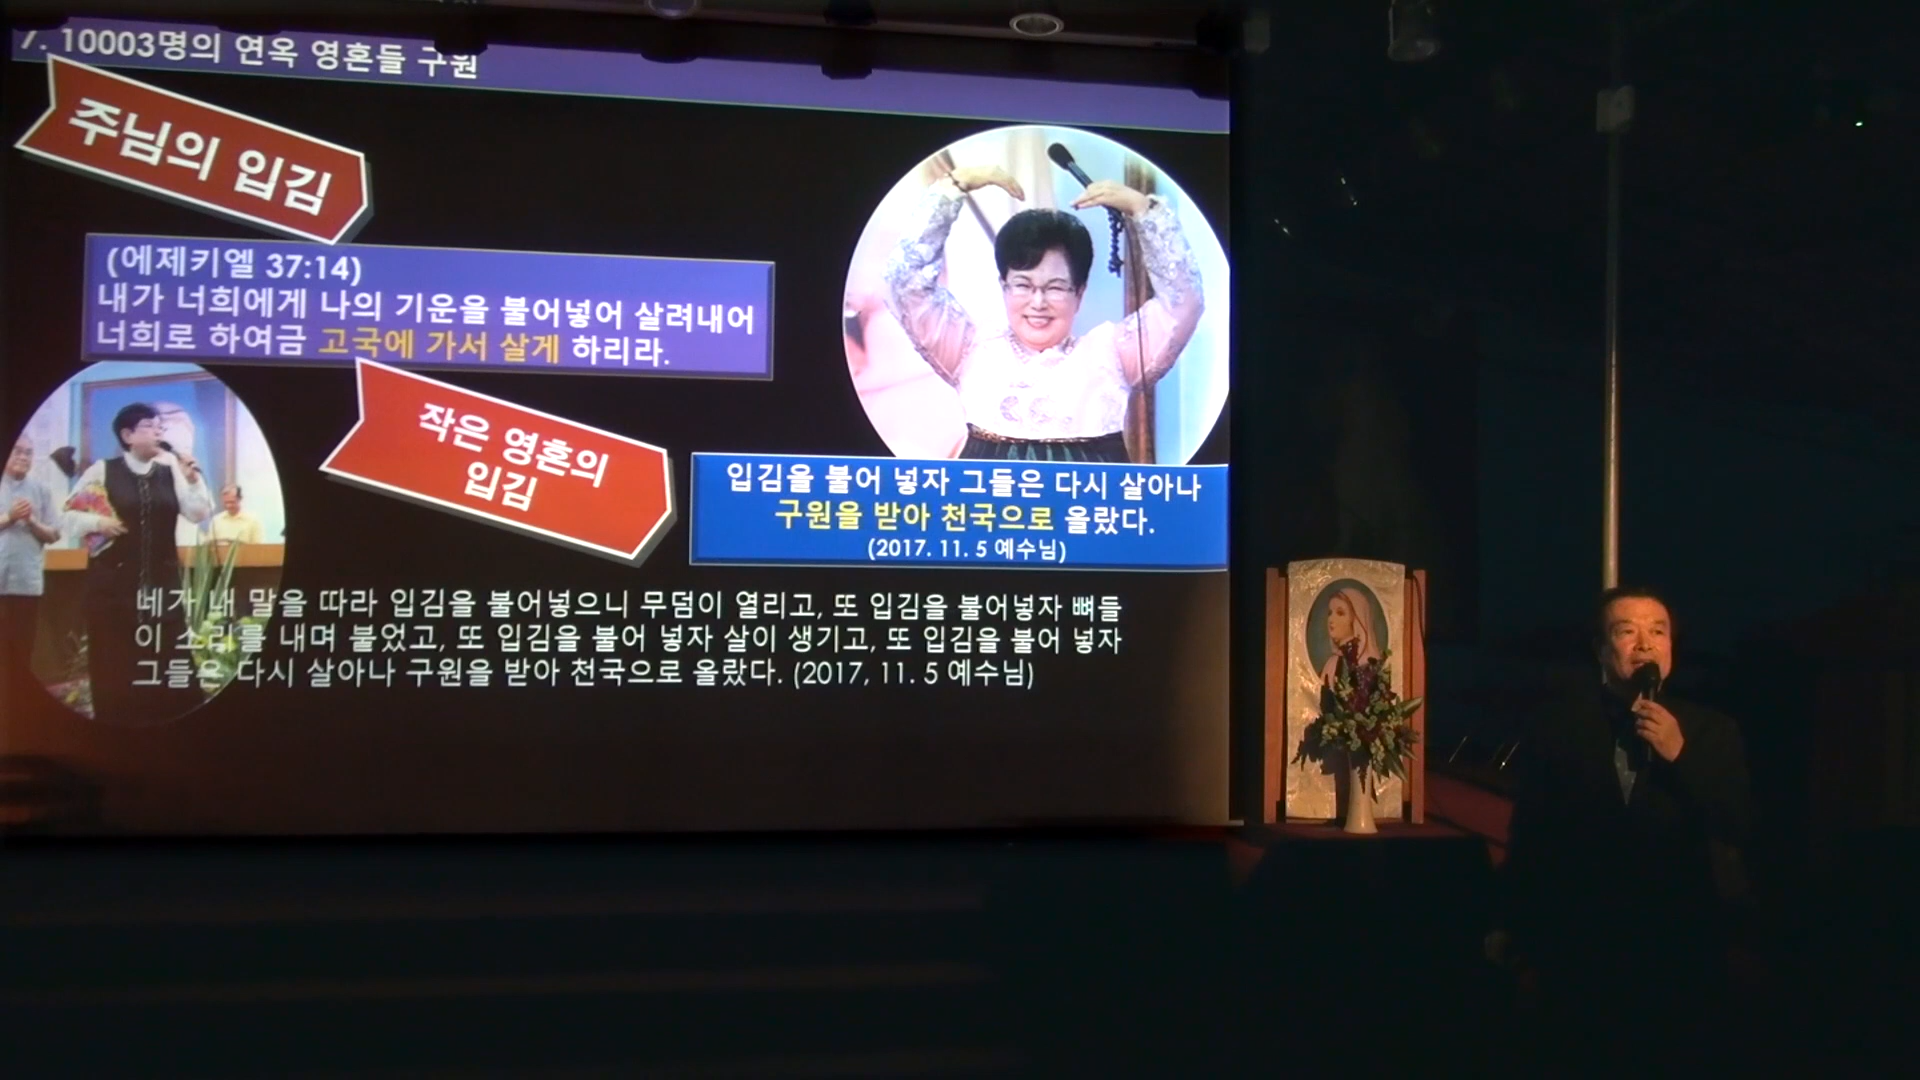 7. 10003명의 연옥 영혼들 구원
주님의 입김
(에제키엘 37:14)
내가 너희에게 나의 기운을 불어넣어 살려내어
너희로 하여금 고국에 가서 살게 하리라.
작은 영혼의
입김
입김을 불어 넣자 그들은 다시 살아나
구원을 받아 천국으로 올랐다.
(2017. 11. 5 예수님)
네가 내 말을 따라 입김을 불어넣으니 무덤이 열리고, 또 입김을 불어넣자 뼈들
이 소리를 내며 붙었고, 또 입김을 불어 넣자 살이 생기고, 또 입김을 불어 넣자
그들은 다시 살아나 구원을 받아 천국으로 올랐다. (2017, 11. 5 예수님)